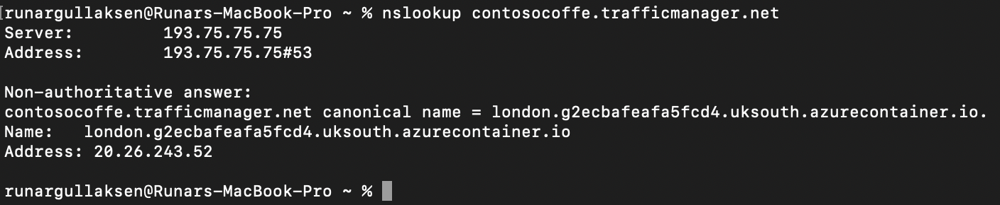 runargullaksen@Runars-MacBook-Pro ~ % nslookup contosocoffe.trafficmanager.net
Server:		193.75.75.75
Address:	193.75.75.75#53

Non-authoritative answer:
contosocoffe.trafficmanager.net canonical name = london.g2ecbafeafa5fcd4.uksouth.azurecontainer.io.
Name:	london.g2ecbafeafa5fcd4.uksouth.azurecontainer.io
Address: 20.26.243.52

runargullaksen@Runars-MacBook-Pro ~ %